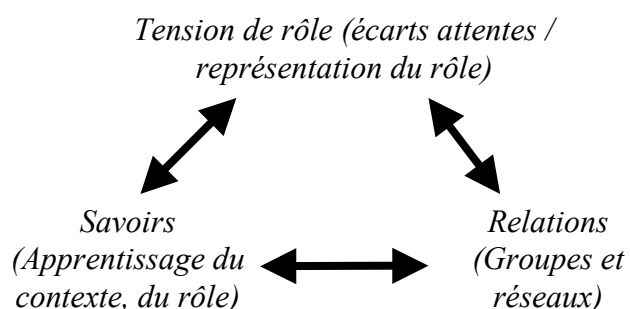 Tension de rôle (écarts attentes /
représentation du rôle)
Savoirs
(Apprentissage du
contexte, du rôle)
Relations
(Groupes et
réseaux)